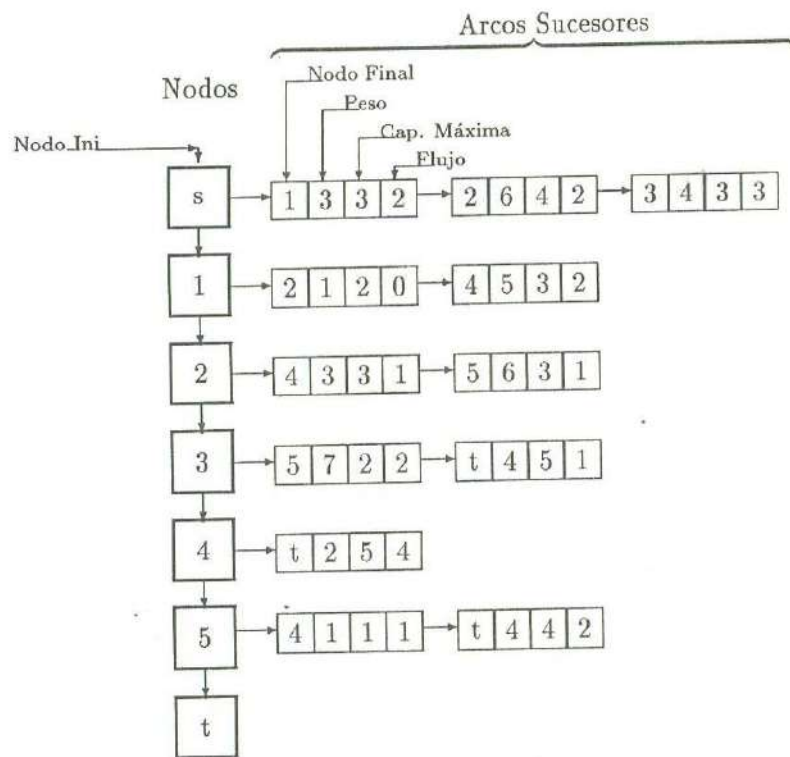 Arcos Sucesores
Nodo Final
Nodos
Peso
Cap. Máxima
Nodo Ini
Flujo
s 1 3 3 2 2 6 4 2 3 4 3 3
1 2 1 2 0 4 5 3 2
2 4 3 3 1 5 6 3 1
3 5 7 2 2 t 4 5 1
4 t 2 5 4
5 4 1 1 1 t 4 4 2
t